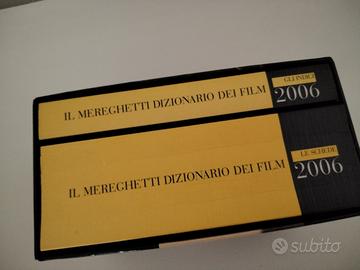 IL MEREGHETTI DIZIONARIO DEI FILM
GLI INDICI
2006
IL MEREGHETTI DIZIONARIO DEI FILM
LE SCHEDE
2006
subito